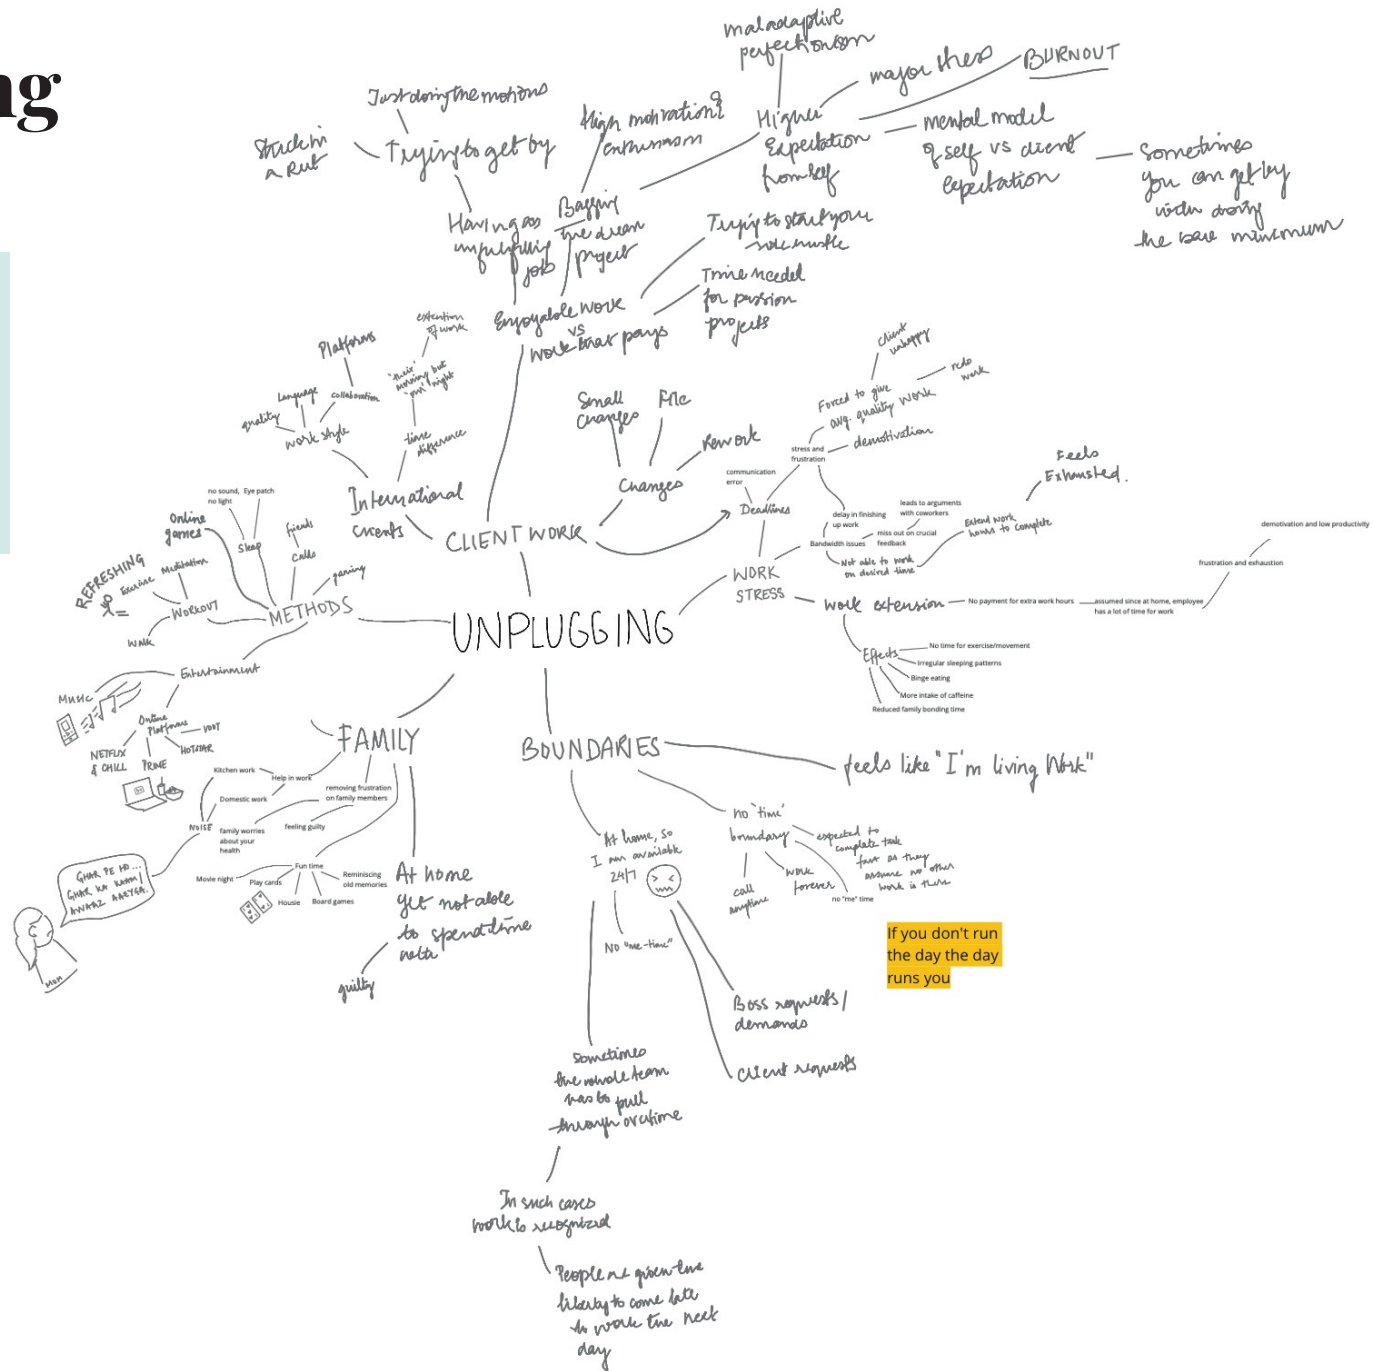 ng
maladaptive
perfectionism
major stress
BURNOUT
Just doing the motions
Stuck in
a Rut
Trying to get by
High motivation &
enthusiasm
Higher
Expectation
from self
mental model
of self vs client
expectation
Sometimes
you can get by
with doing
the bare minimum
Having an
unfulfilling
job
Bagging
the dream
project
Trying to start your
side hustle
Time needed
for passion
projects
Enjoyable work
vs
work that pays
extention
of work
Platforms
'their'
morning but
'our' night
Language
collaboration
quality
work style
time
difference
International
clients
CLIENT WORK
Small
Changes
File
Rework
Changes
client
unhappy
redo
work
Forced to give
avg. quality work
demotivation
stress and
frustration
communication
error
Deadlines
Feels
Exhausted.
delay in finishing
up work
leads to arguments
with coworkers
Bandwidth issues
miss out on crucial
feedback
Extend work
hours to complete
Not able to work
on desired time
demotivation and low productivity
frustration and exhaustion
WORK
STRESS
work extension
No payment for extra work hours
assumed since at home, employee
has a lot of time for work
Effects
No time for exercise/movement
Irregular sleeping patterns
Binge eating
More intake of caffeine
Reduced family bonding time
no sound,
no light
Eye patch
Online
games
Sleep
friends
calls
gaming
REFRESHING
Exercise
Meditation
WORKOUT
WALK
METHODS
UNPLUGGING
Entertainment
MUSIC
Online
Platforms
VOOT
HOTSTAR
NETFLIX
& CHILL
PRIME
FAMILY
Kitchen work
Help in work
Domestic work
removing frustration
on family members
NOISE
family worries
about your
health
feeling guilty
GHAR PE HO...
GHAR KA KAAM!
AWAAZ AAEYGA.
MOM
Fun time
Movie night
Play cards
Housie
Board games
Reminiscing
old memories
At home
yet not able
to spend time
with
guilty
BOUNDARIES
feels like "I'm living Work"
At home, so
I am available
24/7
No "me-time"
no 'time'
boundary
expected to
complete task
fast as they
assume no other
work is there
call
anytime
work
forever
no "me" time
If you don't run
the day the day
runs you
Boss requests/
demands
Client requests
Sometimes
the whole team
has to pull
through overtime
In such cases
work is recognized
People are given the
liberty to come late
to work the next
day